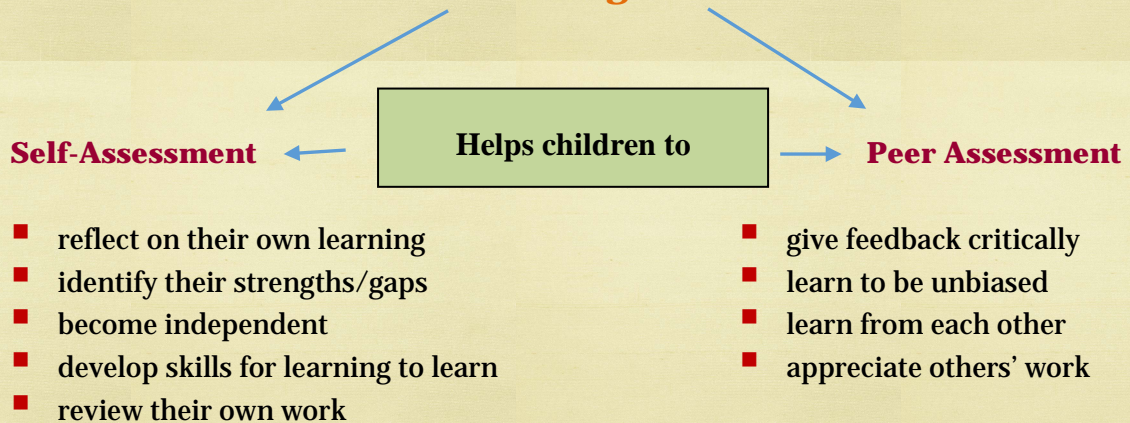 Helps children to
Self-Assessment
Peer Assessment
reflect on their own learning
identify their strengths/gaps
become independent
develop skills for learning to learn
review their own work
give feedback critically
learn to be unbiased
learn from each other
appreciate others' work